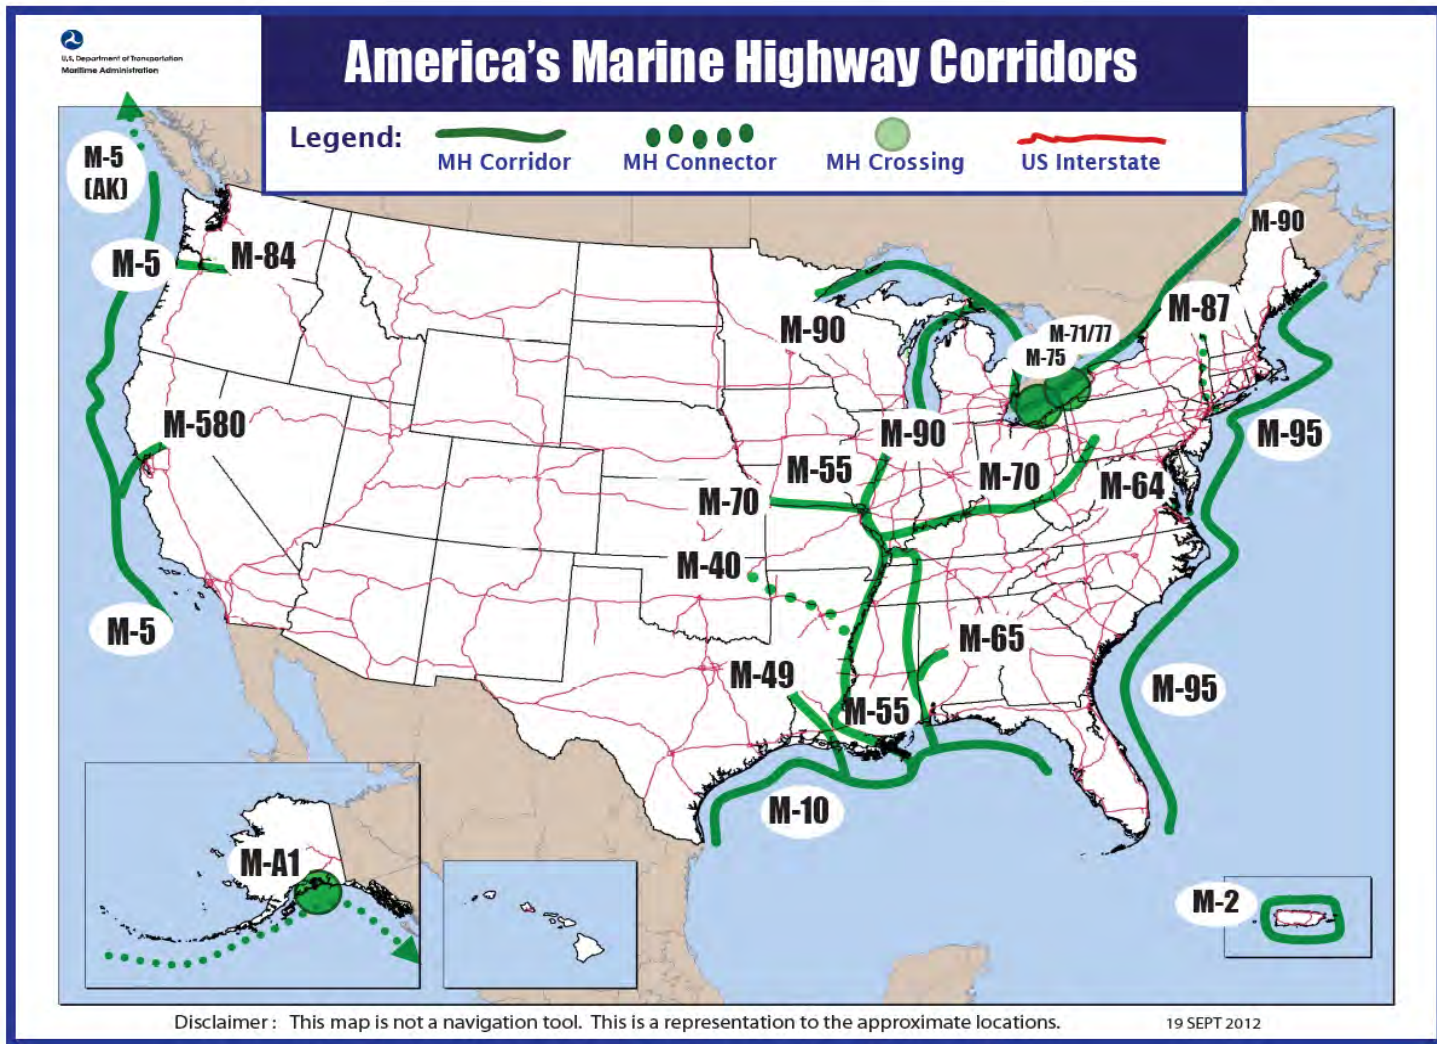 U.S. Department of Transportation
Maritime Administration
America's Marine Highway Corridors
Legend:
MH Corridor
MH Connector
MH Crossing
US Interstate
M-5
(AK)
M-90
M-5
M-84
M-87
M-90
M-71/77
M-75
M-580
M-90
M-95
M-55
M-70
M-64
M-70
M-40
M-5
M-65
M-49
M-95
M-55
M-10
M-A1
M-2
Disclaimer : This map is not a navigation tool. This is a representation to the approximate locations.
19 SEPT 2012